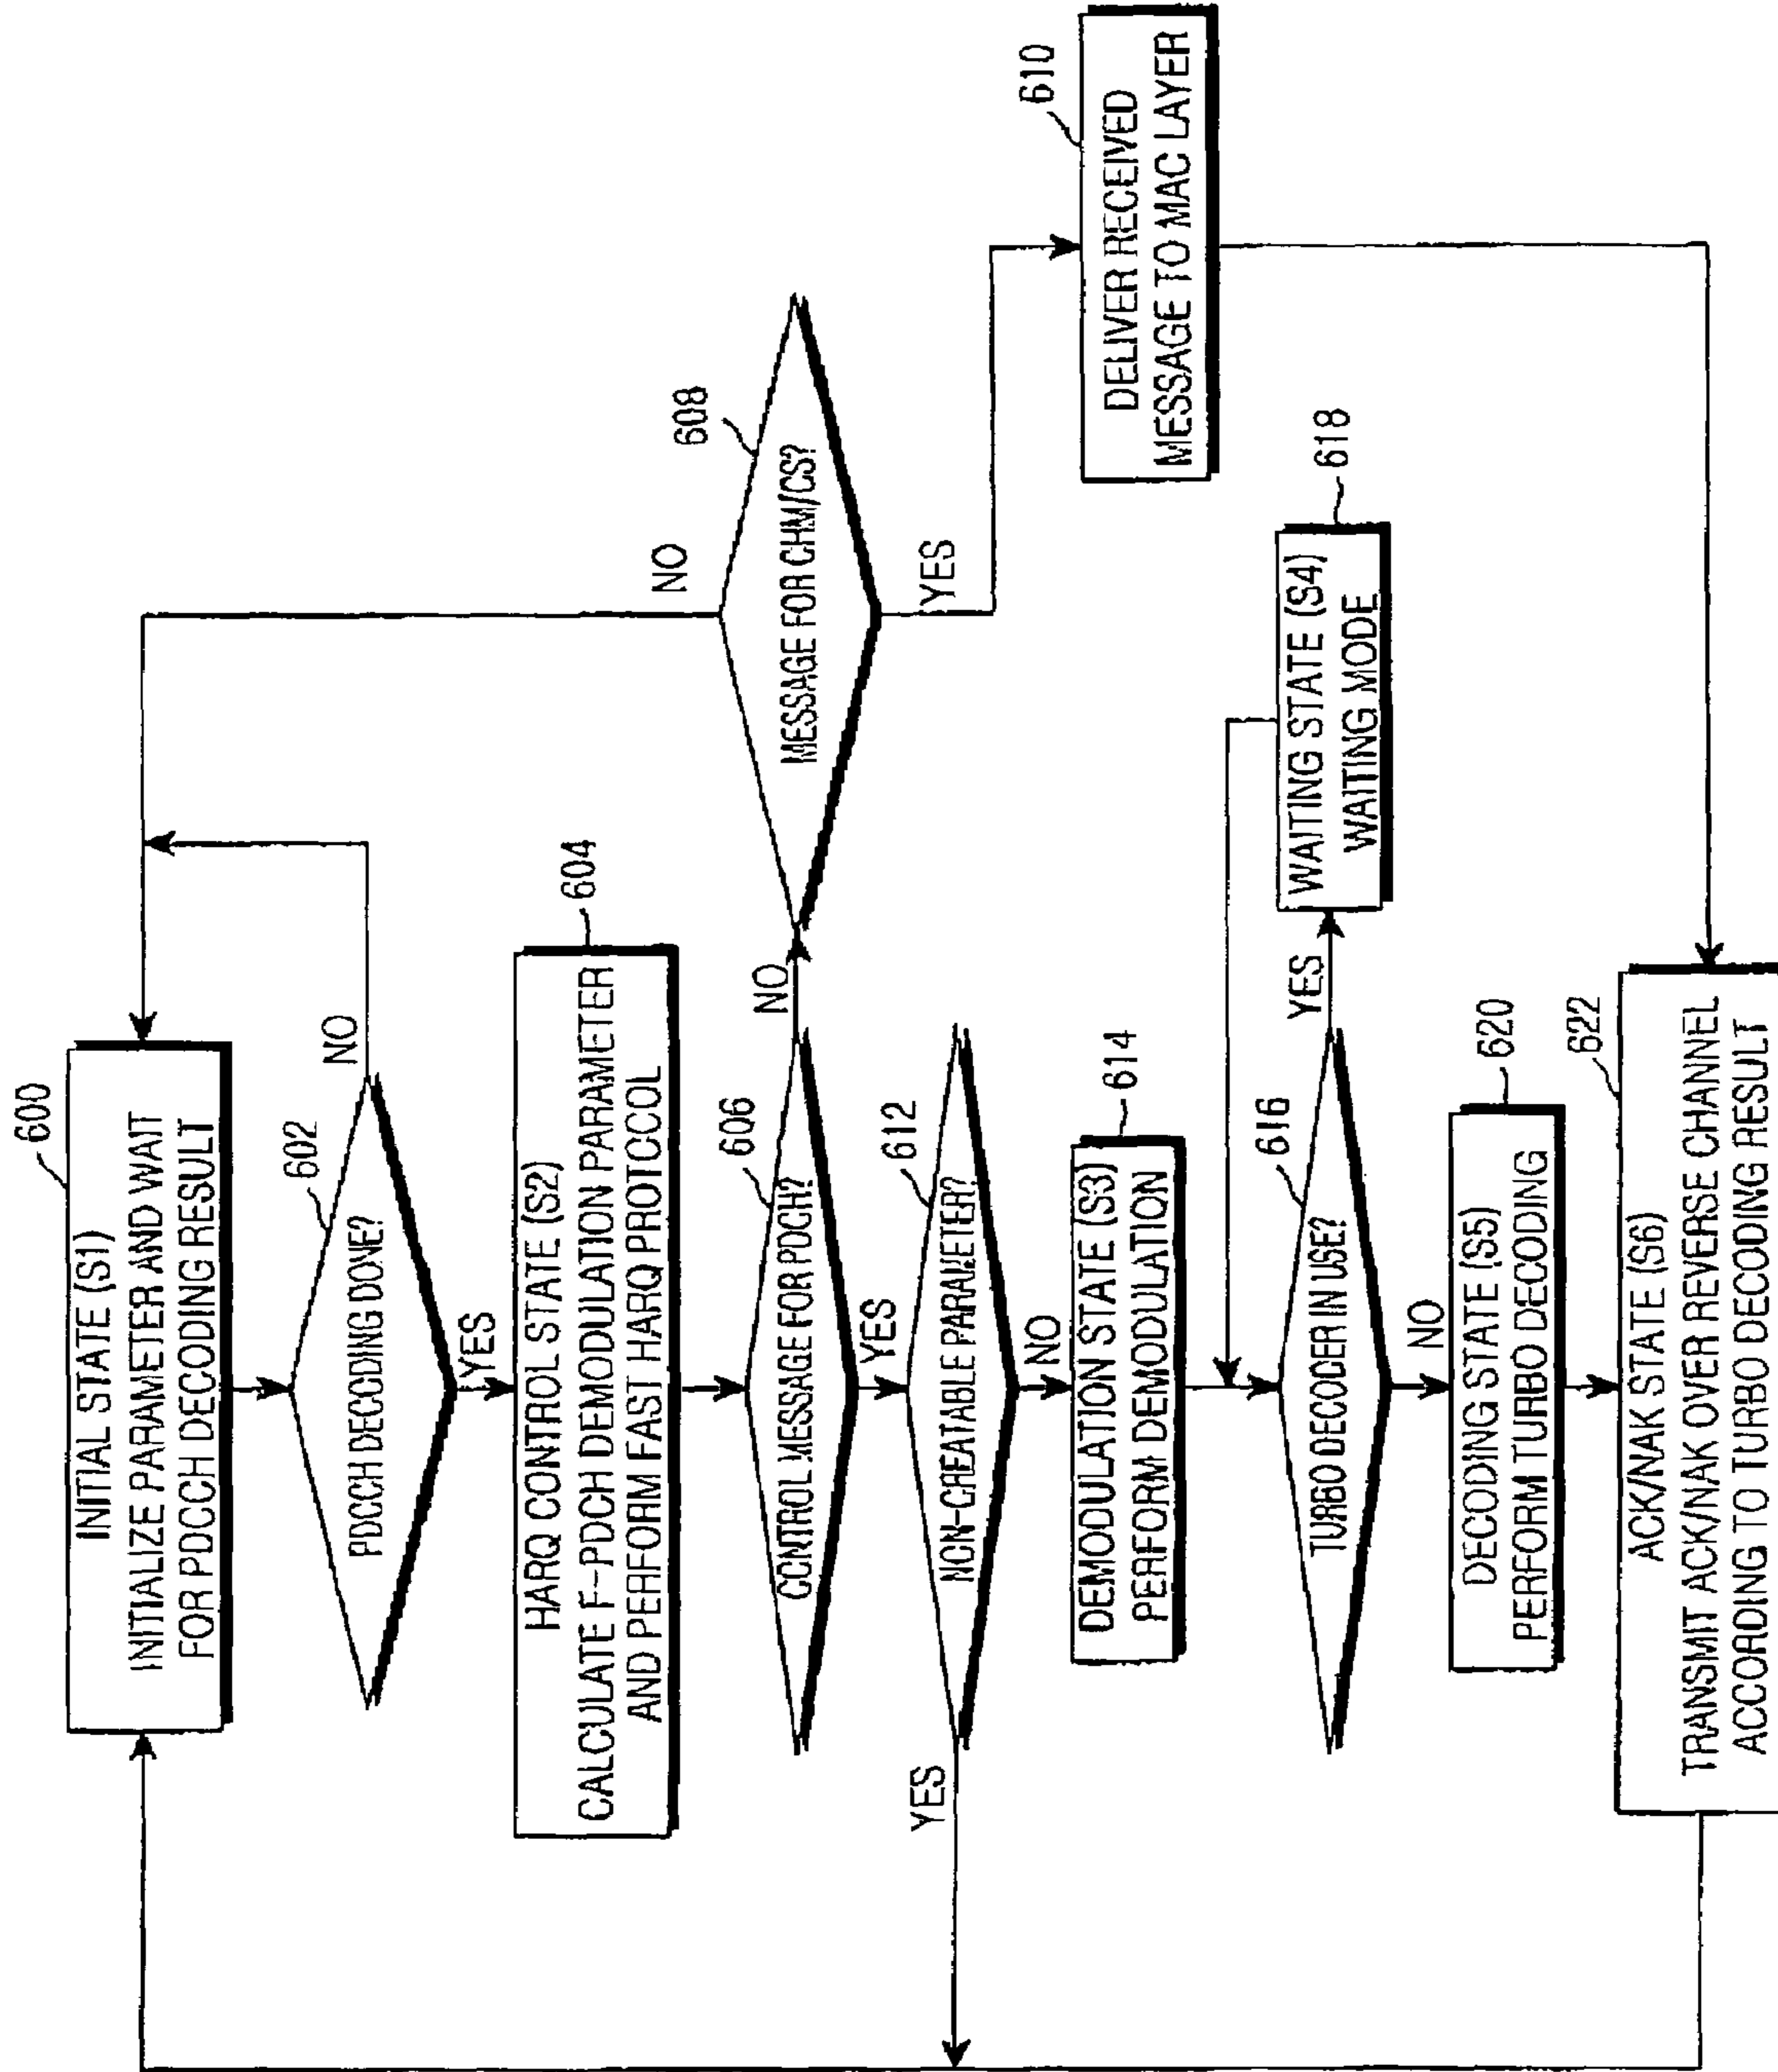 600
INITIAL STATE (S1)
INITIALIZE PARAMETER AND WAIT
FOR PDCCH DECODING RESULT
602
PDCCH DECODING DONE?
NO
YES
604
HARQ CONTROL STATE (S2)
CALCULATE F-PDCH DEMODULATION PARAMETER
AND PERFORM FAST HARQ PROTOCOL
606
CONTROL MESSAGE FOR PDCH?
NO
YES
608
MESSAGE FOR CHM/CS?
NO
YES
610
DELIVER RECEIVED
MESSAGE TO MAC LAYER
612
NON-CREATABLE PARAMETER?
YES
NO
614
DEMODULATION STATE (S3)
PERFORM DEMODULATION
616
TURBO DECODER IN USE?
YES
NO
618
WAITING STATE (S4)
WAITING MODE
620
DECODING STATE (S5)
PERFORM TURBO DECODING
622
ACK/NAK STATE (S6)
TRANSMIT ACK/NAK OVER REVERSE CHANNEL
ACCORDING TO TURBO DECODING RESULT